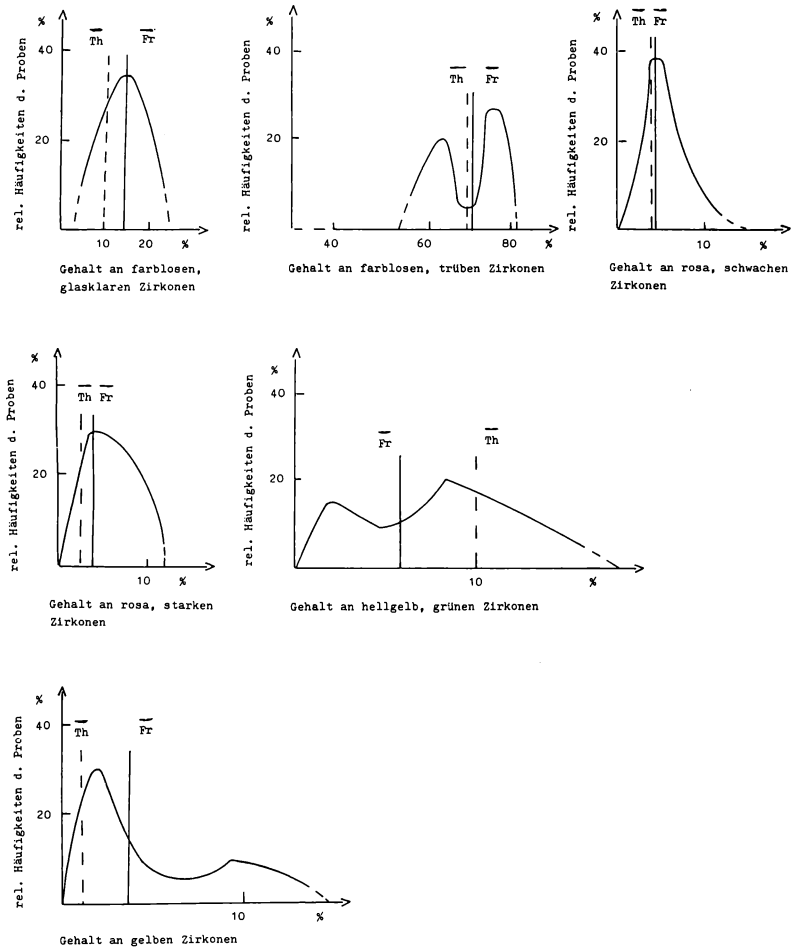 rel. Häufigkeiten d. Proben
%
40
20
Th Fr
10 20 %
Gehalt an farblosen,
glasklaren Zirkonen
rel. Häufigkeiten d. Proben
%
40
20
Th Fr
40 60 80 %
Gehalt an farblosen, trüben Zirkonen
rel. Häufigkeiten d. Proben
%
40
20
Th Fr
10 %
Gehalt an rosa, schwachen
Zirkonen
rel. Häufigkeiten d. Proben
%
40
20
Th Fr
10 %
Gehalt an rosa, starken
Zirkonen
rel. Häufigkeiten d. Proben
%
40
20
Fr Th
10 %
Gehalt an hellgelb, grünen Zirkonen
rel. Häufigkeiten d. Proben
%
40
20
Th Fr
10 %
Gehalt an gelben Zirkonen